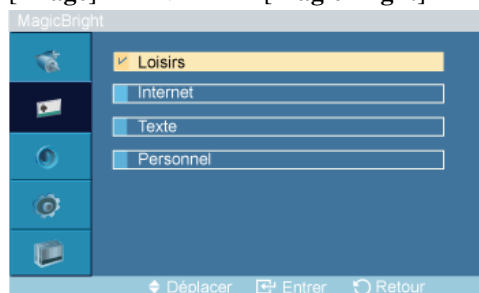 MagicBright
Loisirs
Internet
Texte
Personnel
Déplacer Entrer Retour